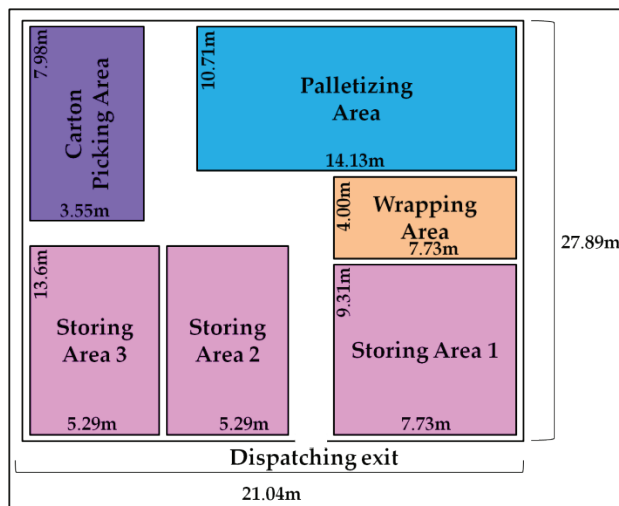 7.98m
Carton
Picking Area
3.55m
10.71m
Palletizing
Area
14.13m
4.00m
Wrapping
Area
7.73m
27.89m
13.6m
Storing
Area 3
5.29m
Storing
Area 2
5.29m
9.31m
Storing Area 1
7.73m
Dispatching exit
21.04m